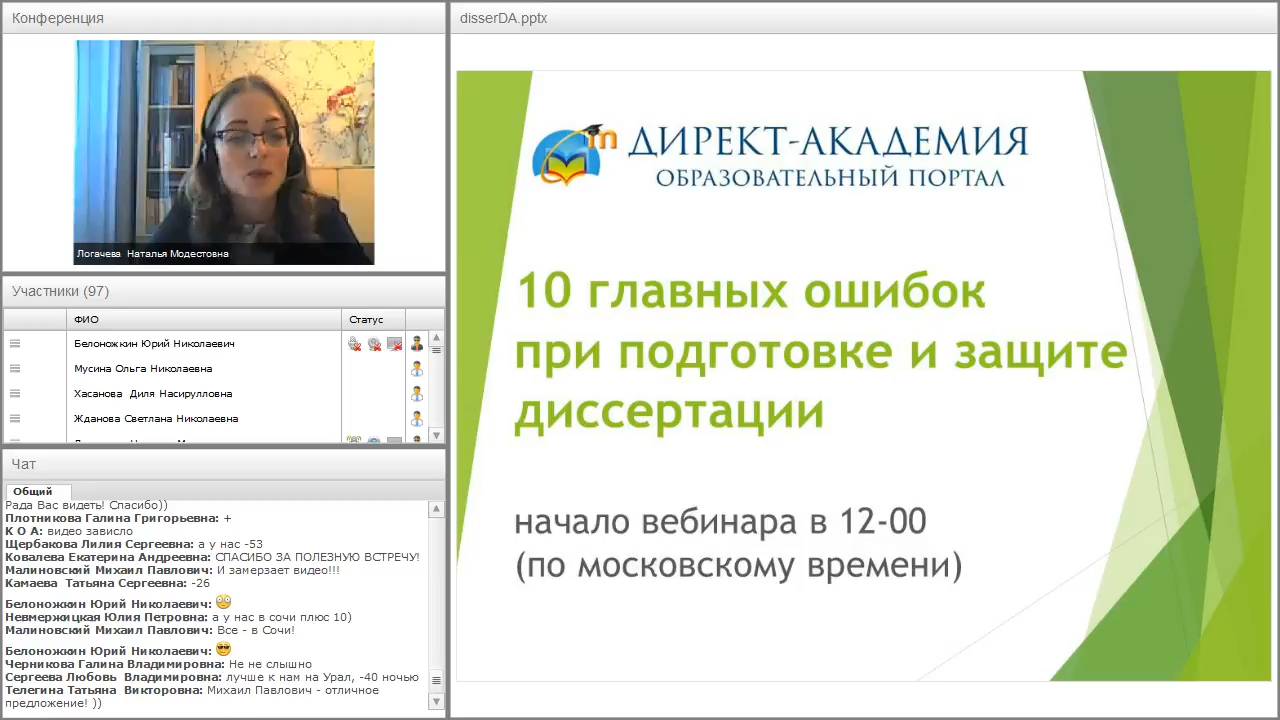 Конференция
Логачева Наталья Модестовна
Участники (97)
ФИО
Статус
Белоножкин Юрий Николаевич
Мусина Ольга Николаевна
Хасанова Диля Насирулловна
Жданова Светлана Николаевна
Чат
Общий
Рада Вас видеть! Спасибо))
Плотникова Галина Григорьевна: +
К О А: видео зависло
Щербакова Лилия Сергеевна: а у нас -53
Ковалева Екатерина Андреевна: СПАСИБО ЗА ПОЛЕЗНУЮ ВСТРЕЧУ!
Малиновский Михаил Павлович: И замерзает видео!!!
Камаева Татьяна Сергеевна: -26
Белоножкин Юрий Николаевич:
Невмержицкая Юлия Петровна: а у нас в сочи плюс 10)
Малиновский Михаил Павлович: Все - в Сочи!
Белоножкин Юрий Николаевич:
Черникова Галина Владимировна: Не не слышно
Сергеева Любовь Владимировна: лучше к нам на Урал, -40 ночью
Телегина Татьяна Викторовна: Михаил Павлович - отличное
предложение! ))
disserDA.pptx
ДИРЕКТ-АКАДЕМИЯ
ОБРАЗОВАТЕЛЬНЫЙ ПОРТАЛ
10 главных ошибок
при подготовке и защите
диссертации
начало вебинара в 12-00
(по московскому времени)